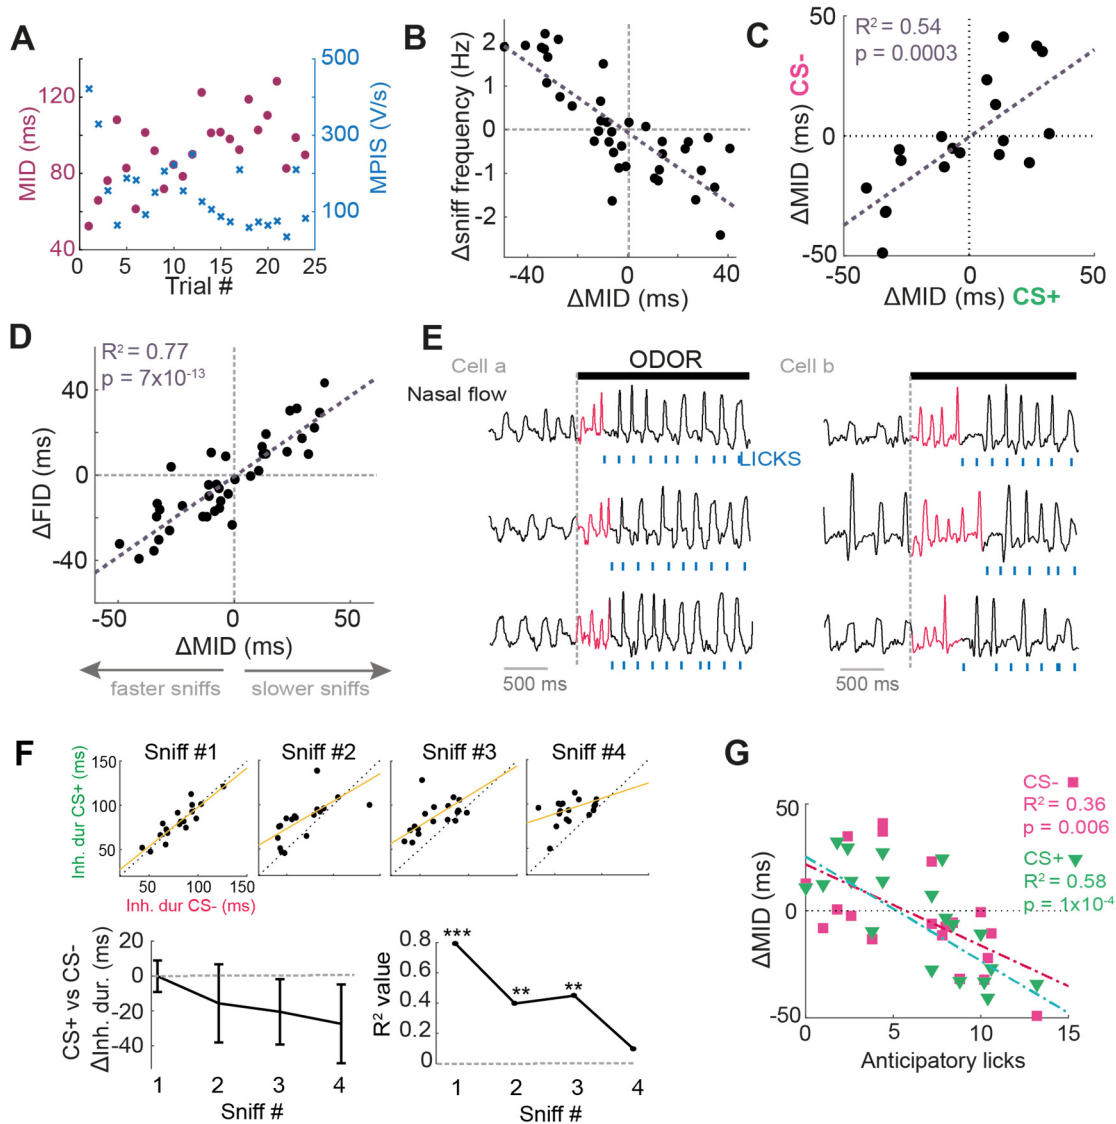 A
MID (ms)
120
80
40
0
5
10
15
20
25
Trial #
500
300
100
MPIS (V/s)
B
Δsniff frequency (Hz)
2
1
0
-1
-2
-40
0
40
ΔMID (ms)
C
R² = 0.54
p = 0.0003
ΔMID (ms) CS-
50
0
-50
-50
0
50
ΔMID (ms) CS+
D
R² = 0.77
p = 7x10⁻¹³
ΔFID (ms)
40
0
-40
-50
0
50
ΔMID (ms)
faster sniffs
slower sniffs
E
Cell a
ODOR
Cell b
Nasal flow
LICKS
500 ms
500 ms
F
Sniff #1
Sniff #2
Sniff #3
Sniff #4
Inh. dur CS+ (ms)
150
100
50
50
100
150
Inh. dur CS- (ms)
CS+ vs CS-
ΔInh. dur. (ms)
20
0
-20
-40
1
2
3
4
Sniff #
R² value
0.8
0.6
0.4
0.2
0
***
**
**
1
2
3
4
Sniff #
G
CS-
R² = 0.36
p = 0.006
CS+
R² = 0.58
p = 1x10⁻⁴
ΔMID (ms)
50
0
-50
0
5
10
15
Anticipatory licks